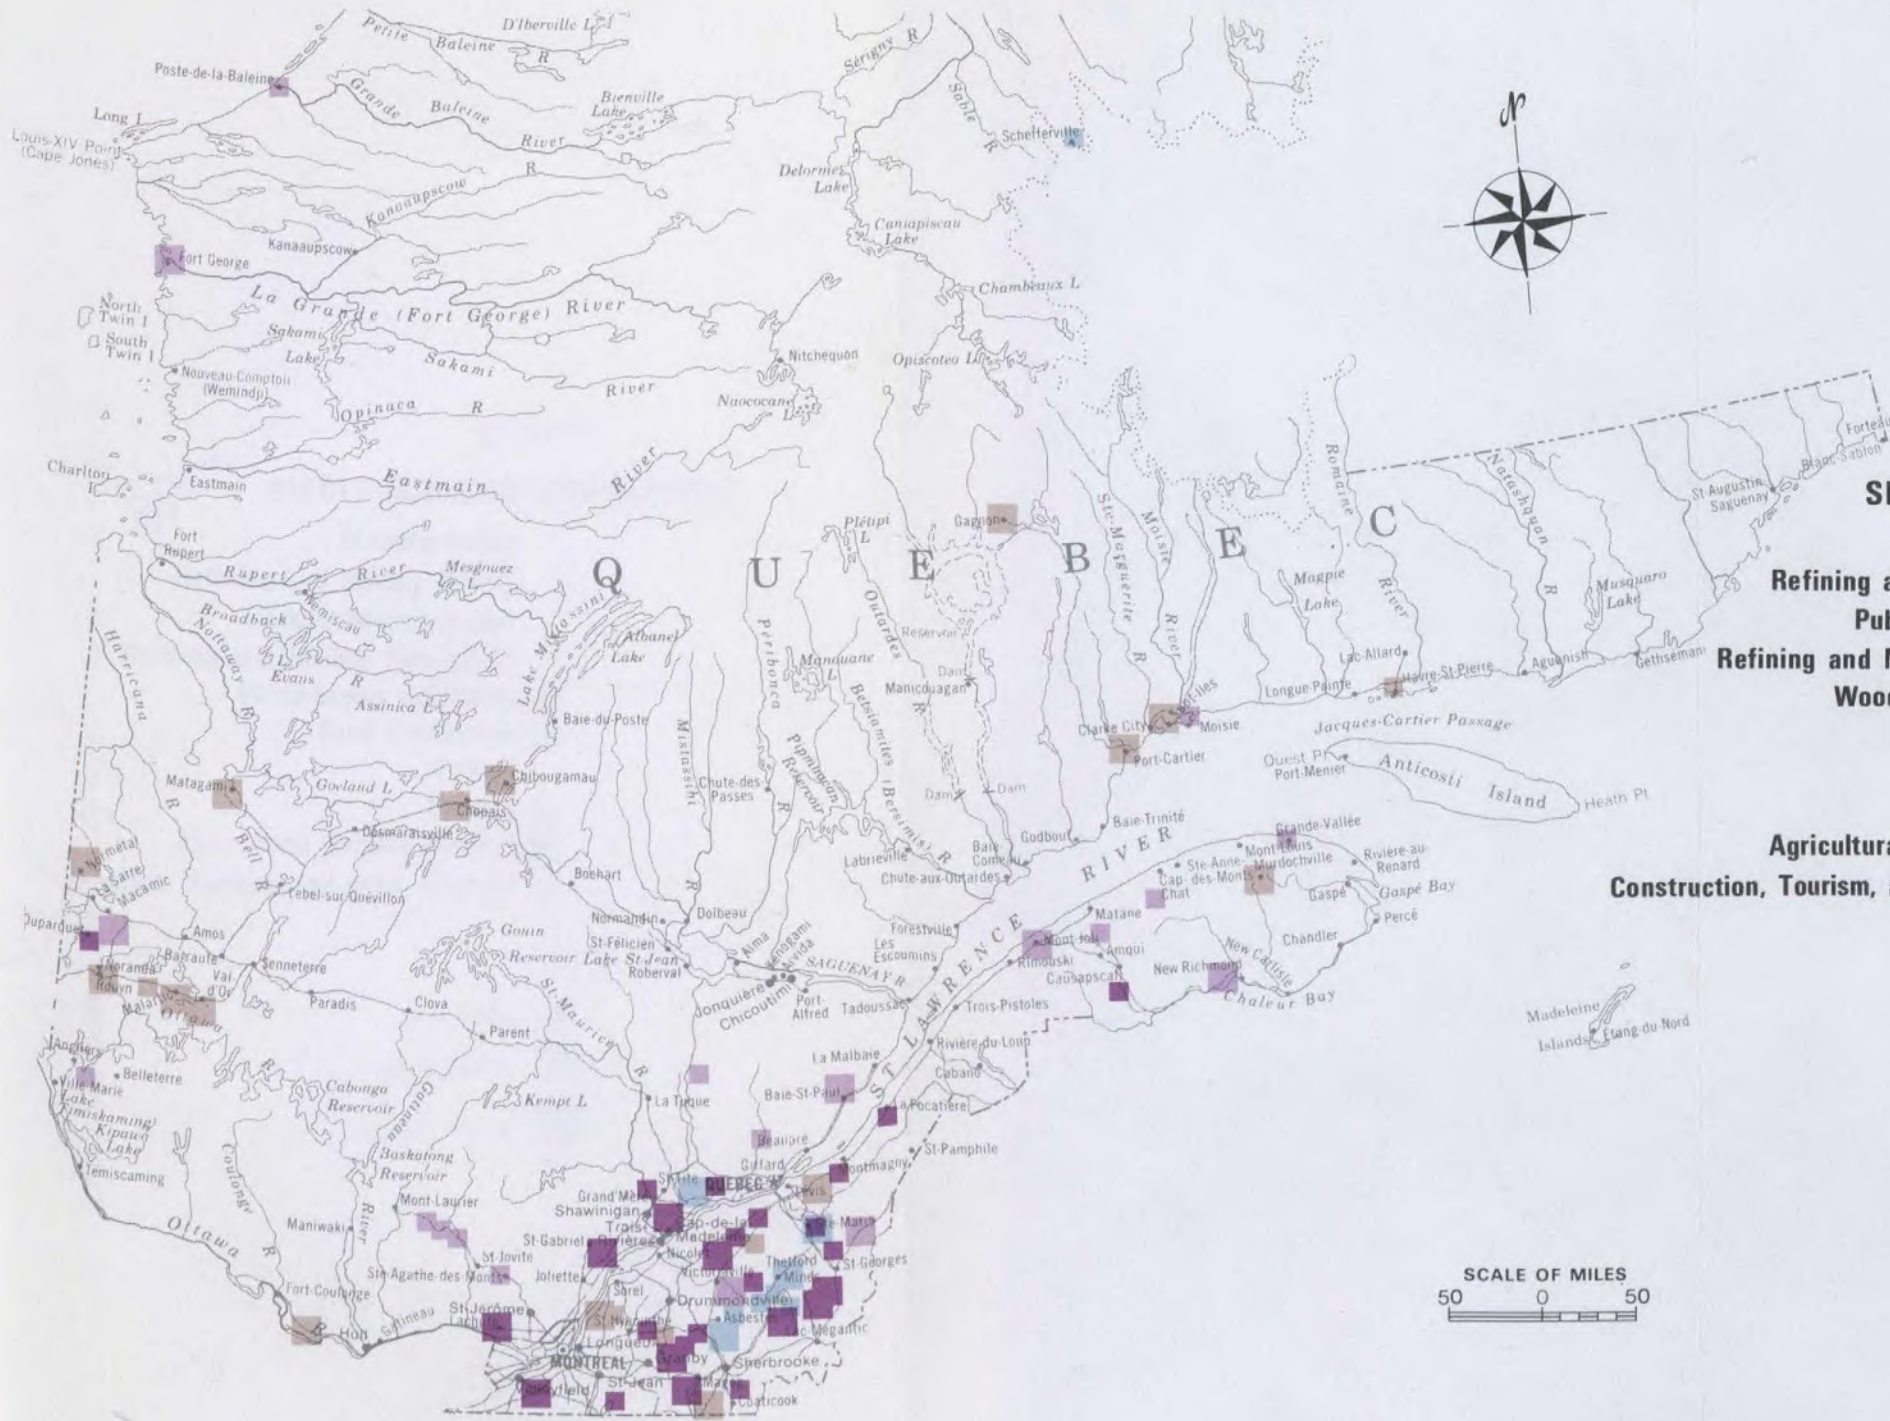 D'Iberville L
Petite Baleine R
Sérigny R
Poste-de-la-Baleine
Grande Baleine River
Bienville Lake
Sable R
Schefferville
Long I
Louis-XIV Point (Cape Jones)
Delorme Lake
Kanaaupscow R
Caniapiscau Lake
Kanaaupscow
Fort George
Chambeaux L
La Grande (Fort George) River
North Twin I
South Twin I
Sakami Lake
Sakami River
Nitchequon
Opiscoteo L
Nouveau-Comptoir (Wemindji)
Opinaca R
Naococane L
Romaine River
Forteau
Blanc-Sablon
Charlton I
Eastmain
Eastmain River
Natashquan R
St-Augustin Saguenay
Fort Rupert
Plétipi L
Gagnon
Ste-Marguerite R
Moisie River
N
QUEBEC
Rupert River
Mesgouez L
Nemiscau
Broadback R
Nottaway R
L Evans
Assinica L
Lake Mistassini
Albanel Lake
Péribonca R
Outardes R
Manouane L
Betsiamites (Bersimis) R
Reservoir
Dam
Manicouagan
Magpie Lake
Musquaro Lake
Lac-Allard
Havre-St-Pierre
Aguanish
Gethsemani
Longue-Pointe
Sept-Iles
Clarke City
Moisie
Port-Cartier
Jacques-Cartier Passage
Ouest Pt
Port-Menier
Anticosti Island
Heath Pt
Harricana R
Baie-du-Poste
Mistassibi
Pipmuacan Reservoir
Chute-des Passes
Matagami
Goeland L
Chibougamau
Chapais
Desmaraisville
Bell R
Dam
Dam
Godbout
Baie-Trinité
Labrieville
Baie Comeau
Chute-aux-Outardes
ST LAWRENCE RIVER
Grande-Vallée
Mont-Louis
Ste-Anne-des-Monts
Murdochville
Rivière-au-Renard
Gaspé
Gaspé Bay
Cap-Chat
Percé
Normétal
La Sarre
Macamic
Duparquet
Lebel-sur-Quévillon
Bochart
Normandin
Dolbeau
St-Félicien
Roberval
Lake St-Jean
Gouin Reservoir
Amos
Barraute
Senneterre
Noranda
Rouyn
Malartic
Val d'Or
Paradis
Clova
Parent
St-Maurice R
Alma
Kénogami
Arvida
Jonquière
Chicoutimi
Port-Alfred
SAGUENAY R
Tadoussac
Forestville
Les Escoumins
Matane
Mont-Joli
Rimouski
Amqui
Causapscal
New Richmond
New Carlisle
Chandler
Chaleur Bay
Trois-Pistoles
Rivière-du-Loup
Cabano
Madeleine Islands
Étang-du-Nord
Ottawa R
Angliers
Belleterre
Ville-Marie
Lake Timiskaming
Kipawa Lake
Témiscaming
Cabonga Reservoir
Gatineau River
Kempt L
La Tuque
La Malbaie
Baie-St-Paul
La Pocatière
Beaupré
St-Pamphile
Coulonge R
Baskatong Reservoir
Mont-Laurier
Maniwaki
Ottawa R
Giffard
QUEBEC
Lévis
Montmagny
St-Tite
Grand'Mère
Shawinigan
Trois-Rivières
Cap-de-la-Madeleine
St-Gabriel
Nicolet
Ste-Marie
St-Georges
St-Jovite
Ste-Agathe-des-Monts
Joliette
Victoriaville
Thetford Mines
Sorel
Drummondville
Fort-Coulonge
St-Jérôme
Lachute
St-Hyacinthe
Asbestos
Lac-Mégantic
Hull
Gatineau
Longueuil
MONTREAL
Granby
Sherbrooke
Valleyfield
St-Jean
Magog
Coaticook
Refining a
Pub
Refining and
Wood
Agricultura
Construction, Tourism,
SCALE OF MILES
50 0 50